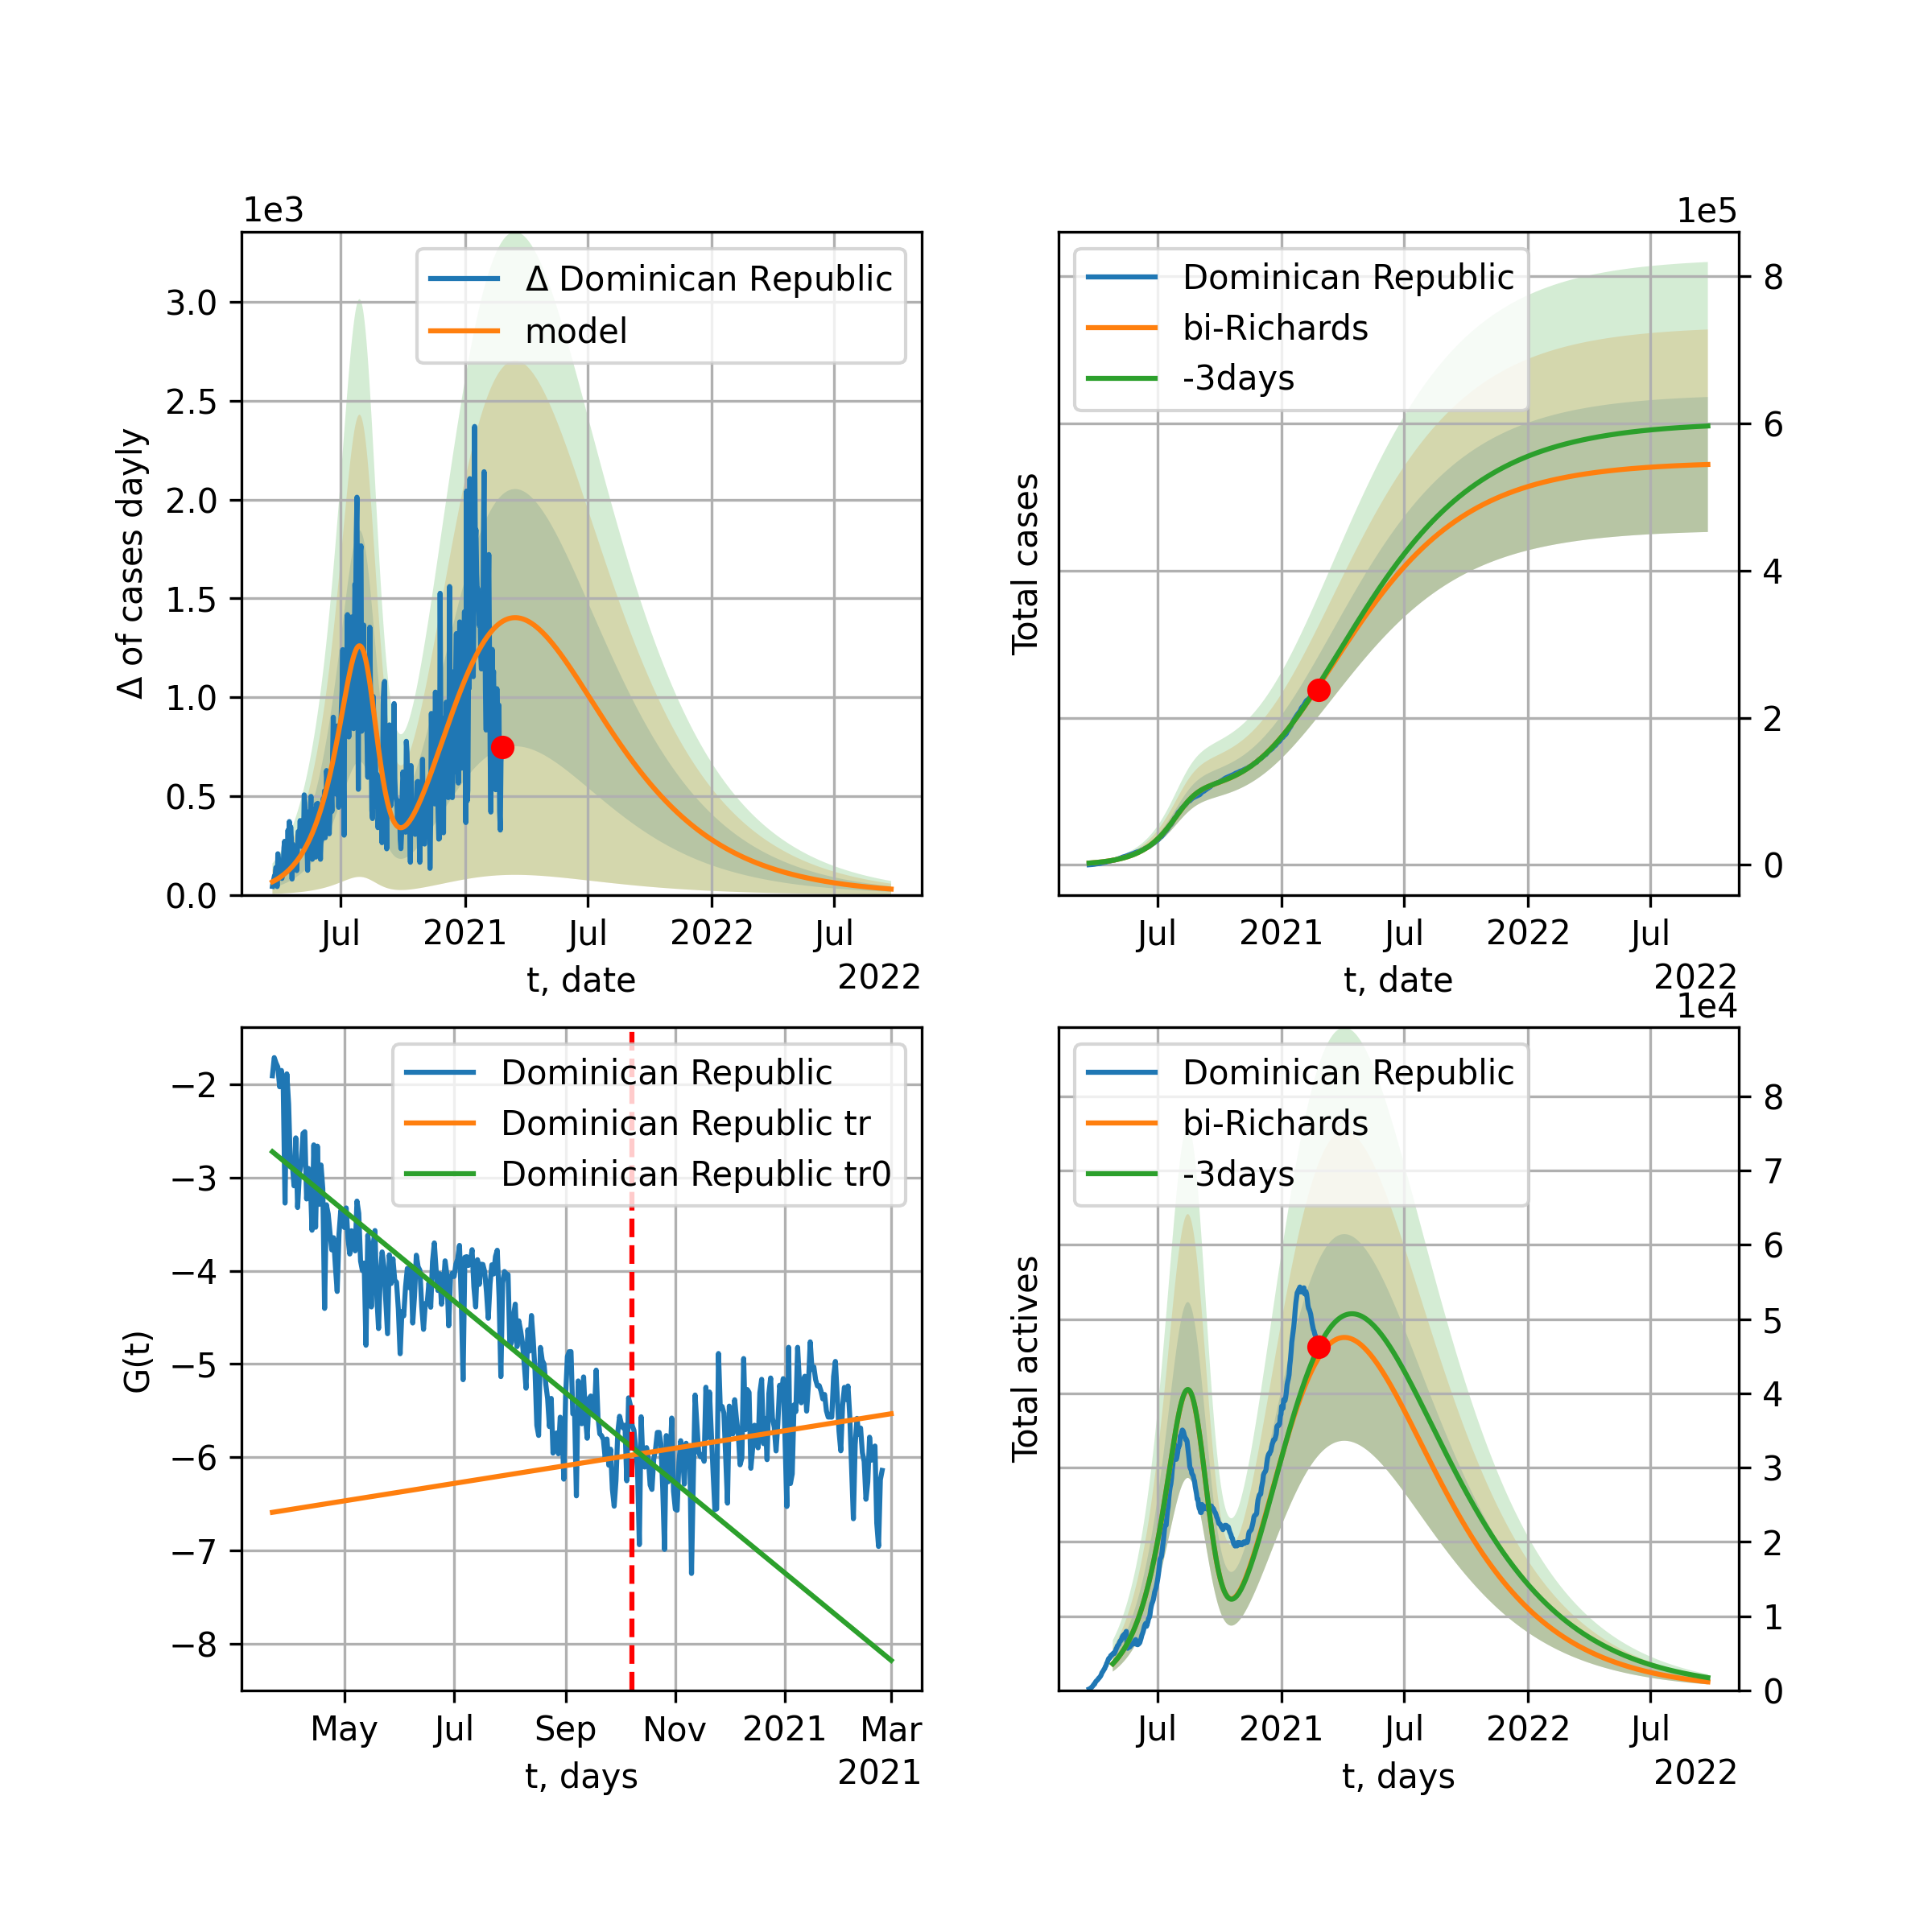 1e3
Δ of cases dayly
3.0
2.5
2.0
1.5
1.0
0.5
0.0
Δ Dominican Republic
model
Jul
2021
Jul
2022
Jul
t, date
2022
1e5
Total cases
Dominican Republic
bi-Richards
-3days
8
6
4
2
0
Jul
2021
Jul
2022
Jul
t, date
2022
G(t)
−2
−3
−4
−5
−6
−7
−8
Dominican Republic
Dominican Republic tr
Dominican Republic tr0
May
Jul
Sep
Nov
2021
Mar
t, days
2021
1e4
Total actives
Dominican Republic
bi-Richards
-3days
8
7
6
5
4
3
2
1
0
Jul
2021
Jul
2022
Jul
t, days
2022